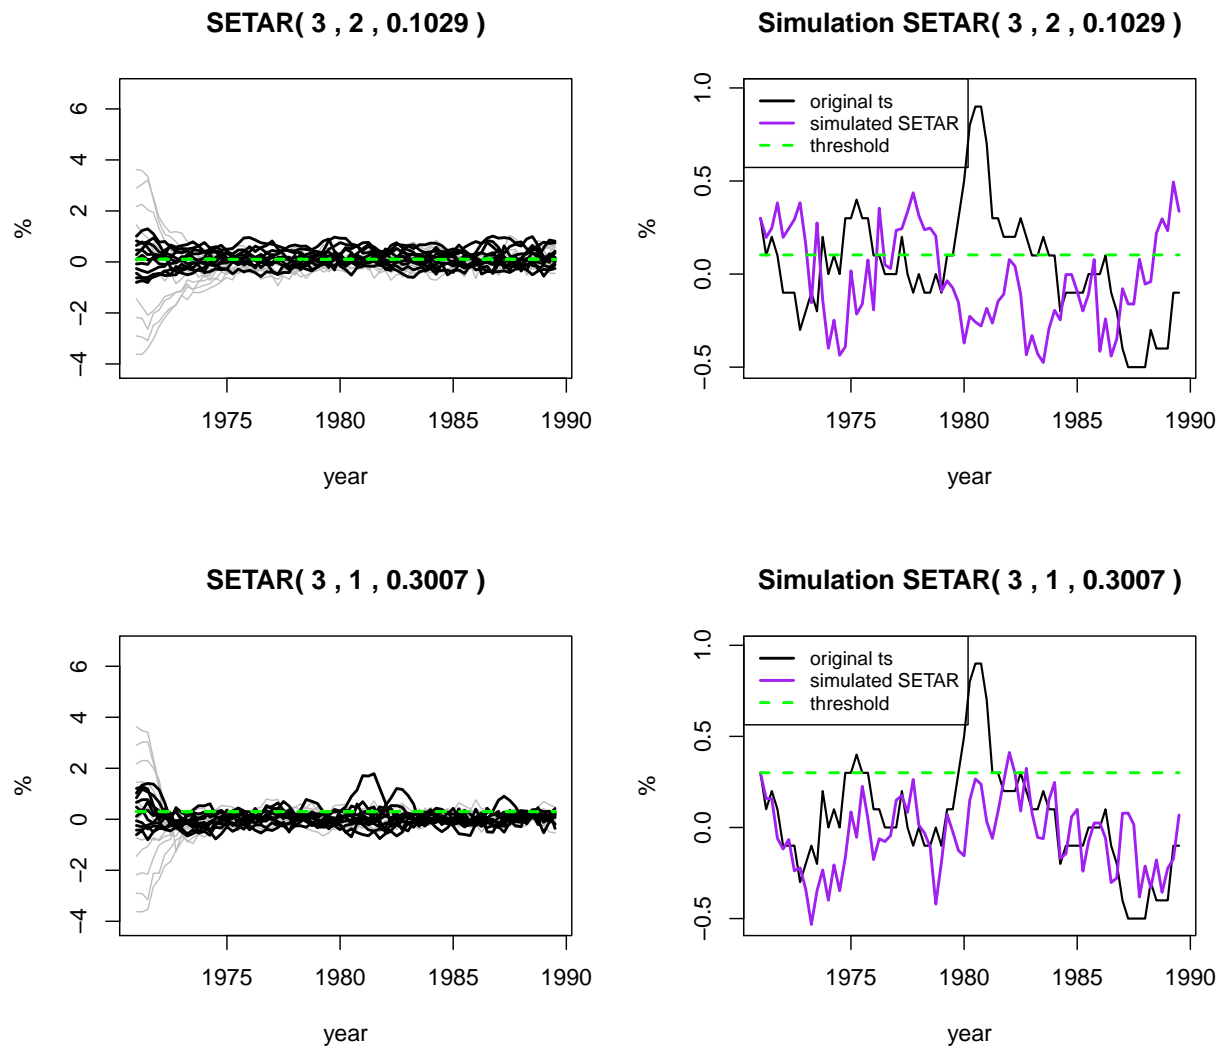 SETAR( 3 , 2 , 0.1029 )
%
6
4
2
0
−2
−4
1975 1980 1985 1990
year
Simulation SETAR( 3 , 2 , 0.1029 )
%
1.0
0.5
0.0
−0.5
original ts
simulated SETAR
threshold
1975 1980 1985 1990
year
SETAR( 3 , 1 , 0.3007 )
%
6
4
2
0
−2
−4
1975 1980 1985 1990
year
Simulation SETAR( 3 , 1 , 0.3007 )
%
1.0
0.5
0.0
−0.5
original ts
simulated SETAR
threshold
1975 1980 1985 1990
year